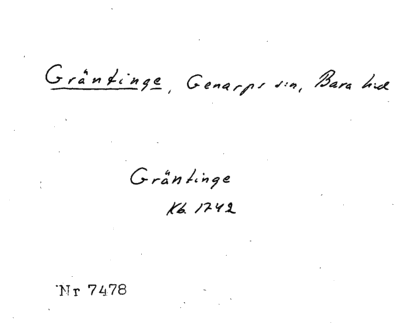 Gräntinge, Genarps sn, Bara hd
Gräntinge
Kb 1742
Nr 7478